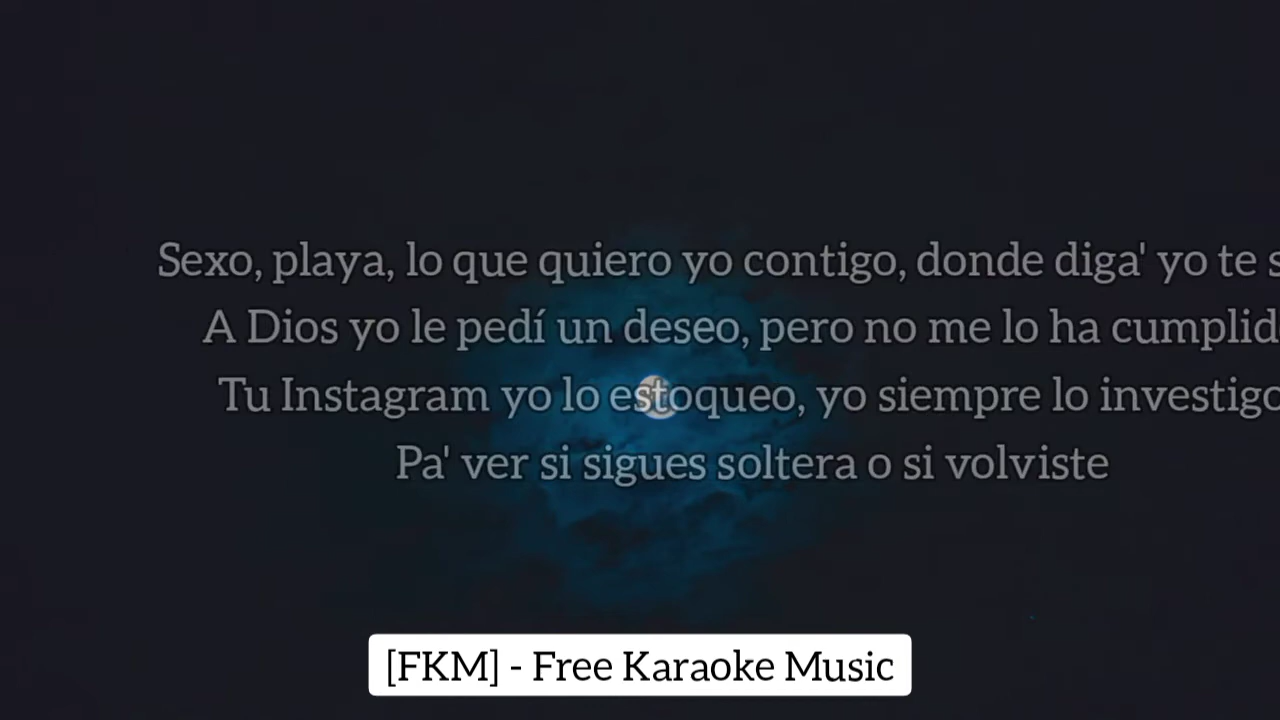 Sexo, playa, lo que quiero yo contigo, donde diga' yo te
A Dios yo le pedí un deseo, pero no me lo ha
Tu Instagram yo lo estoqueo, yo siempre lo investigo
Pa' ver si sigues soltera o si volviste
[FKM] - Free Karaoke Music